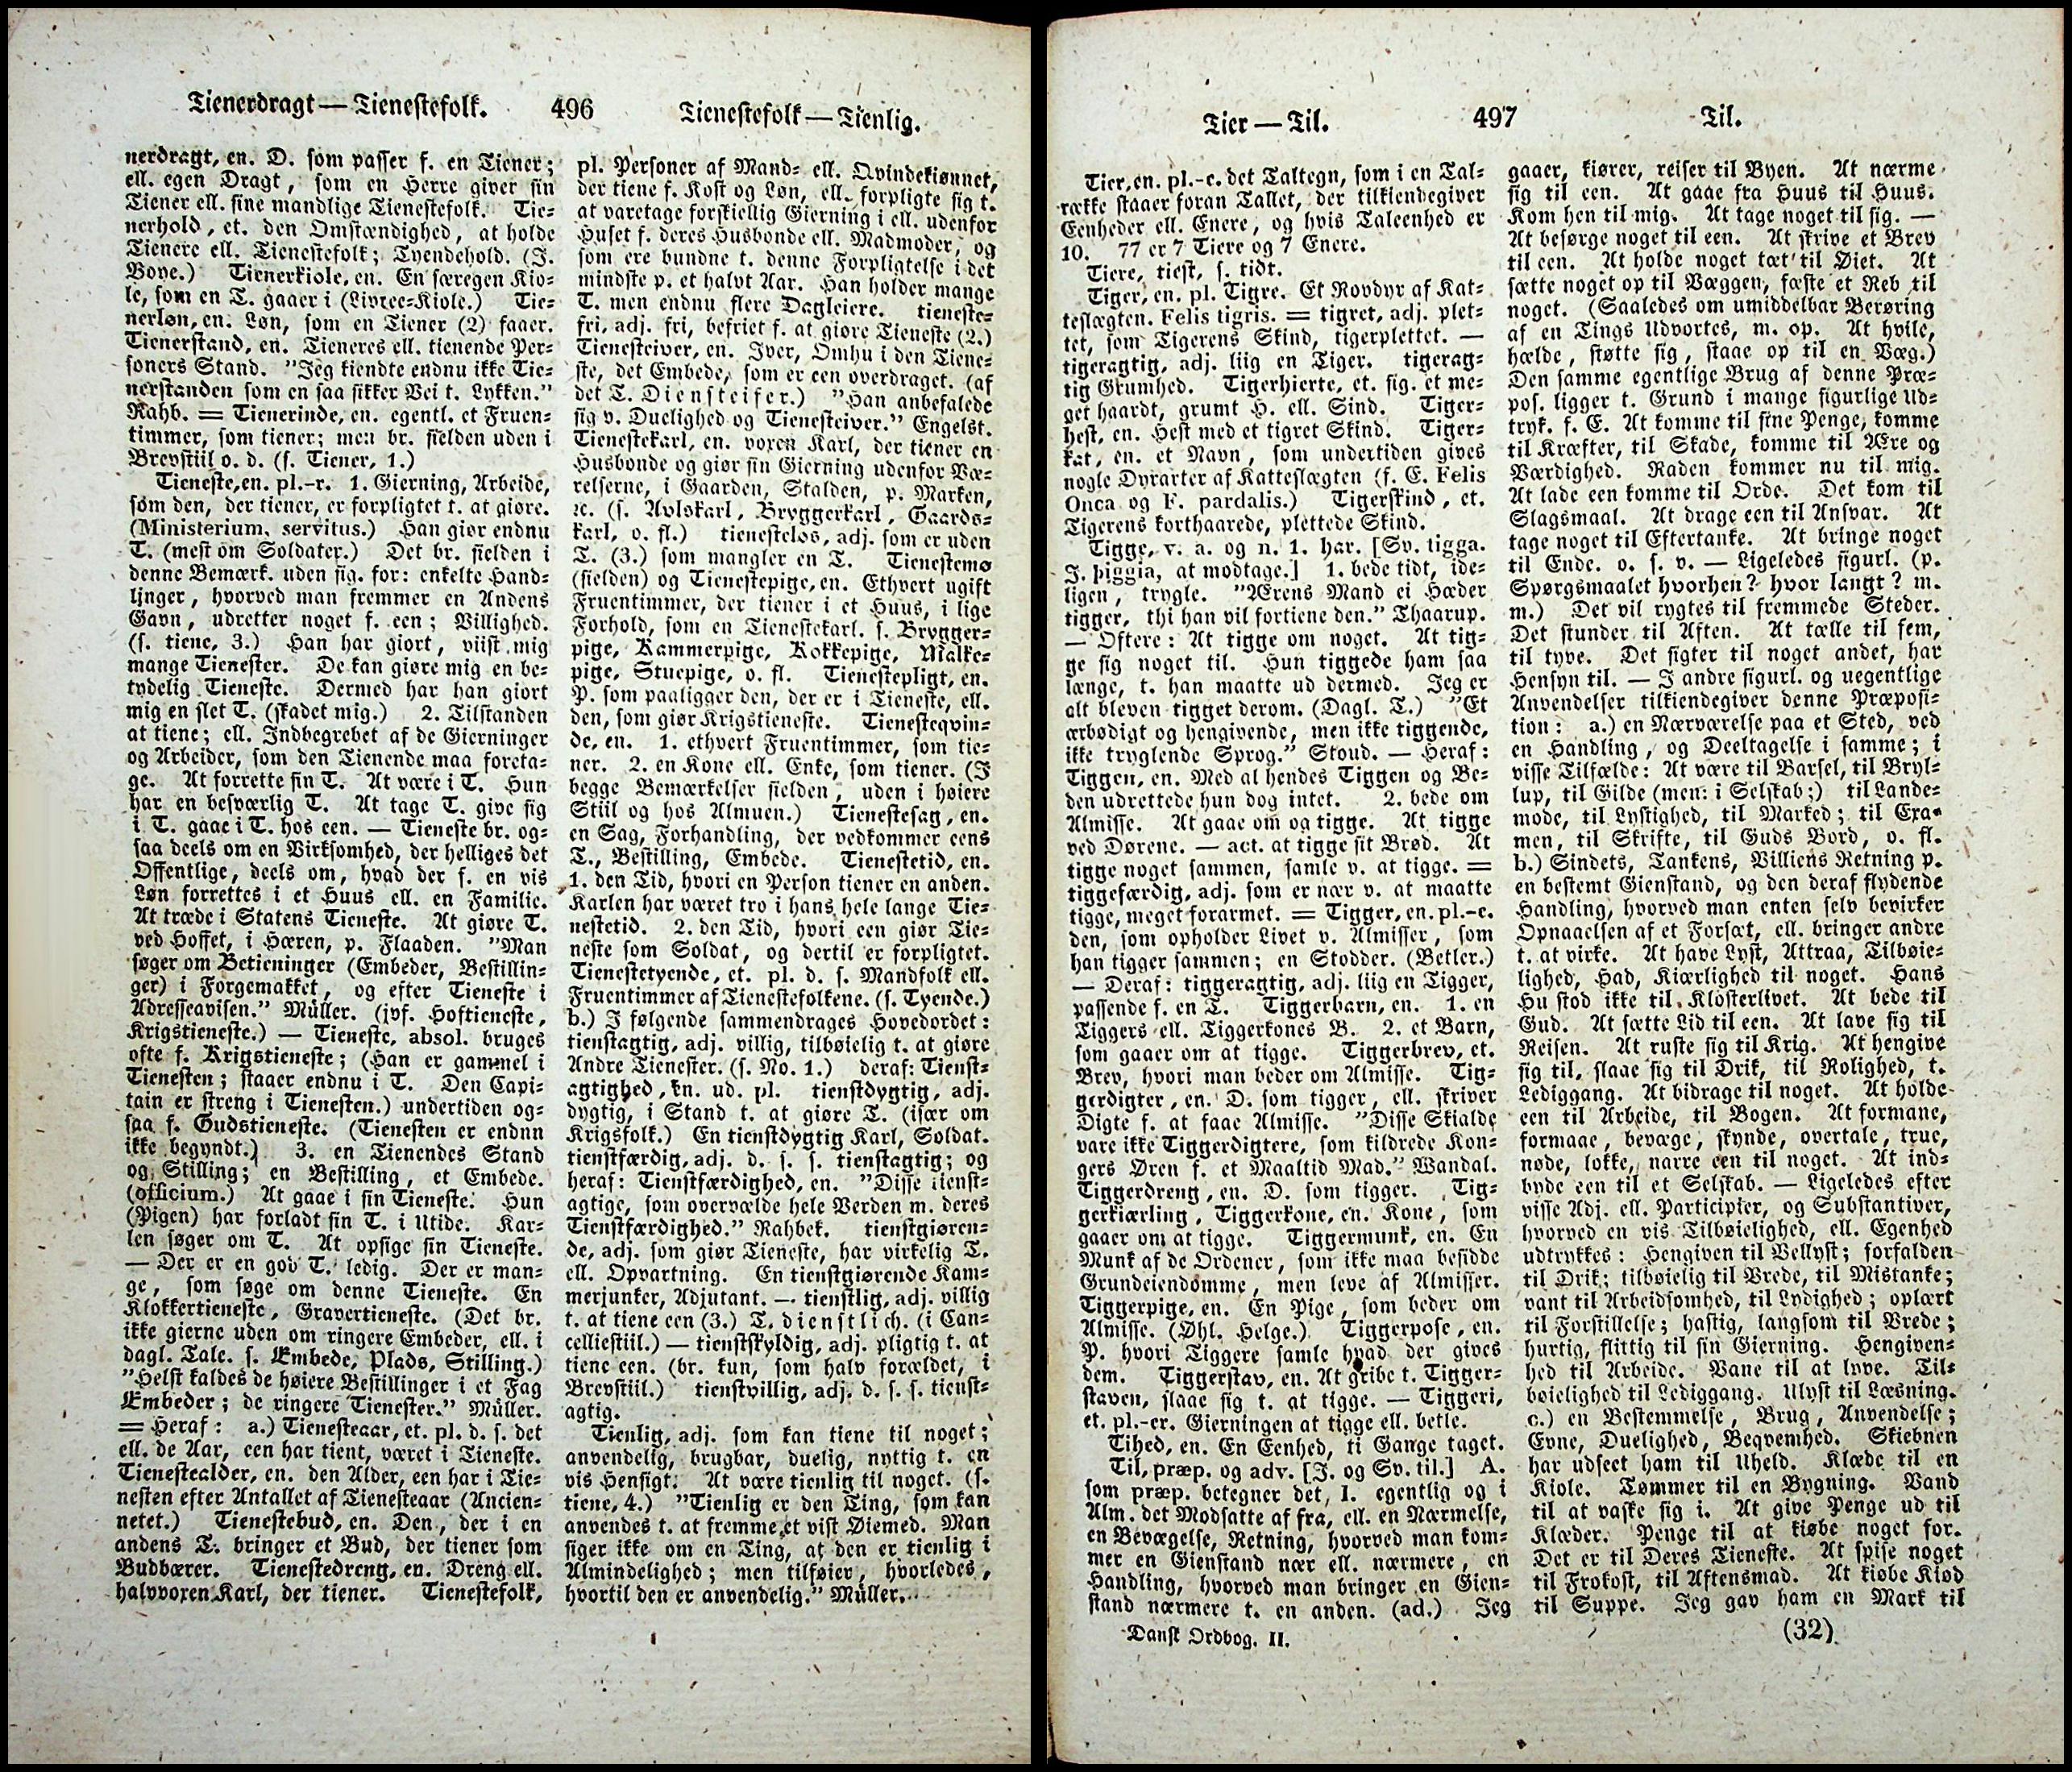 Tienerdragt — Tienestefolk. 496 Tienestefolk — Tienlig.
nerdragt, en. D. som passer f. en Tiener;
ell. egen Dragt, som en Herre giver sin
Tiener ell. sine mandlige Tienestefolk. Tie-
nerhold, et. den Omstændighed, at holde
Tienere ell. Tienestefolk; Tyendehold. (J.
Boye.) Tienerkiole, en. En særegen Kio-
le, som en T. gaaer i (Livree-Kiole.) Tie-
nerløn, en. Løn, som en Tiener (2) faaer.
Tienerstand, en. Tieneres ell. tienende Per-
soners Stand. "Jeg kiendte endnu ikke Tie-
nerstanden som en saa sikker Vei t. Lykken."
Rahb. = Tienerinde, en. egentl. et Fruen-
timmer, som tiener; men br. sielden uden i
Brevstiil o. d. (s. Tiener, 1.)
Tieneste, en. pl.-r. 1. Gierning, Arbeide,
som den, der tiener, er forpligtet t. at giøre.
(Ministerium, servitus.) Han giør endnu
T. (mest om Soldater.) Det br. sielden i
denne Bemærk. uden fig. for: enkelte Hand-
linger, hvorved man fremmer en Andens
Gavn, udretter noget f. een; Villighed.
(s. tiene, 3.) Han har giort, viist mig
mange Tienester. De kan giøre mig en be-
tydelig Tieneste. Dermed har han giort
mig en slet T. (skadet mig.) 2. Tilstanden
at tiene; ell. Indbegrebet af de Gierninger
og Arbeider, som den Tienende maa foreta-
ge. At forrette sin T. At være i T. Hun
har en besværlig T. At tage T. give sig
i T. gaae i T. hos een. — Tieneste br. og-
saa deels om en Virksomhed, der helliges det
Offentlige, deels om, hvad der f. en vis
Løn forrettes i et Huus ell. en Familie.
At træde i Statens Tieneste. At giøre T.
ved Hoffet, i Hæren, p. Flaaden. "Man
søger om Betieninger (Embeder, Bestillin-
ger) i Forgemakket, og efter Tieneste i
Adresseavisen." Müller. (jvf. Hoftieneste,
Krigstieneste.) — Tieneste, absol. bruges
ofte f. Krigstieneste; (Han er gammel i
Tienesten; staaer endnu i T. Den Capi-
tain er streng i Tienesten.) undertiden og-
saa f. Gudstieneste. (Tienesten er endnu
ikke begyndt.) 3. en Tienendes Stand
og Stilling; en Bestilling, et Embede.
(officium.) At gaae i sin Tieneste. Hun
(Pigen) har forladt sin T. i Utide. Kar-
len søger om T. At opsige sin Tieneste.
— Der er en god T. ledig. Der er man-
ge, som søge om denne Tieneste. En
Klokkertieneste, Gravertieneste. (Det br.
ikke gierne uden om ringere Embeder, ell. i
dagl. Tale. s. Embede, Plads, Stilling.)
"Helst kaldes de høiere Bestillinger i et Fag
Embeder; de ringere Tienester." Müller.
= Heraf: a.) Tienesteaar, et. pl. d. s. det
ell. de Aar, een har tient, været i Tieneste.
Tienestealder, en. den Alder, een har i Tie-
nesten efter Antallet af Tienesteaar (Ancien-
netet.) Tienestebud, en. Den, der i en
andens T. bringer et Bud, der tiener som
Budbærer. Tienestedreng, en. Dreng ell.
halvvoxen Karl, der tiener. Tienestefolk,
pl. Personer af Mand- ell. Qvindekiønnet,
der tiene f. Kost og Løn, ell. forpligte sig t.
at varetage forskiellig Gierning i ell. udenfor
Huset f. deres Husbonde ell. Madmoder, og
som ere bundne t. denne Forpligtelse i det
mindste p. et halvt Aar. Han holder mange
T. men endnu flere Dagleiere. tieneste-
fri, adj. fri, befriet f. at giøre Tieneste (2.)
Tienesteiver, en. Iver, Omhu i den Tiene-
ste, det Embede, som er een overdraget. (af
det T. Diensteifer.) "Han anbefalede
sig v. Duelighed og Tienesteiver." Engelst.
Tienestekarl, en. voxen Karl, der tiener en
Husbonde og giør sin Gierning udenfor Væ-
relserne, i Gaarden, Stalden, p. Marken,
ꝛc. (s. Avlskarl, Bryggerkarl, Gaards-
karl, o. fl.) tienesteløs, adj. som er uden
T. (3.) som mangler en T. Tienestemø
(sielden) og Tienestepige, en. Ethvert ugift
Fruentimmer, der tiener i et Huus, i lige
Forhold, som en Tienestekarl. s. Brygger-
pige, Kammerpige, Kokkepige, Malke-
pige, Stuepige, o. fl. Tienestepligt, en.
P. som paaligger den, der er i Tieneste, ell.
den, som giør Krigstieneste. Tienesteqvin-
de, en. 1. ethvert Fruentimmer, som tie-
ner. 2. en Kone ell. Enke, som tiener. (I
begge Bemærkelser sielden, uden i høiere
Stiil og hos Almuen.) Tienestesag, en.
en Sag, Forhandling, der vedkommer eens
T., Bestilling, Embede. Tienestetid, en.
1. den Tid, hvori en Person tiener en anden.
Karlen har været tro i hans hele lange Tie-
nestetid. 2. den Tid, hvori een giør Tie-
neste som Soldat, og dertil er forpligtet.
Tienestetyende, et. pl. d. s. Mandfolk ell.
Fruentimmer af Tienestefolkene. (s. Tyende.)
b.) I følgende sammendrages Hovedordet:
tienstagtig, adj. villig, tilbøielig t. at giøre
Andre Tienester. (s. No. 1.) deraf: Tienst-
agtighed, en. ud. pl. tienstdygtig, adj.
dygtig, i Stand t. at giøre T. (især om
Krigsfolk.) En tienstdygtig Karl, Soldat.
tienstfærdig, adj. d. s. s. tienstagtig; og
heraf: Tienstfærdighed, en. "Disse tienst-
agtige, som overvælde hele Verden m. deres
Tienstfærdighed." Rahbek. tienstgiøren-
de, adj. som giør Tieneste, har virkelig T.
ell. Opvartning. En tienstgiørende Kam-
merjunker, Adjutant. — tienstlig, adj. villig
t. at tiene een (3.) T. dienstlich. (i Can-
celliestiil.) — tienstskyldig, adj. pligtig t. at
tiene een. (br. kun, som halv forældet, i
Brevstiil.) tienstvillig, adj. d. s. s. tienst-
agtig.
Tienlig, adj. som kan tiene til noget;
anvendelig, brugbar, duelig, nyttig t. en
vis Hensigt. At være tienlig til noget. (s.
tiene, 4.) "Tienlig er den Ting, som kan
anvendes t. at fremme et vist Øiemed. Man
siger ikke om en Ting, at den er tienlig i
Almindelighed; men tilføier, hvorledes,
hvortil den er anvendelig." Müller.
Tier — Til. 497 Til.
Tier, en. pl.-e. det Taltegn, som i en Tal-
række staaer foran Tallet, der tilkiendegiver
Eenheder ell. Enere, og hvis Taleenhed er
10. 77 er 7 Tiere og 7 Enere.
Tiere, tiest, s. tidt.
Tiger, en. pl. Tigre. Et Rovdyr af Kat-
teslægten. Felis tigris. = tigret, adj. plet-
tet, som Tigerens Skind, tigerplettet. —
tigeragtig, adj. liig en Tiger. tigerag-
tig Grumhed. Tigerhierte, et. fig. et me-
get haardt, grumt H. ell. Sind. Tiger-
hest, en. Hest med et tigret Skind. Tiger-
kat, en. et Navn, som undertiden gives
nogle Dyrarter af Katteslægten (f. E. Felis
Onca og F. pardalis.) Tigerskind, et.
Tigerens korthaarede, plettede Skind.
Tigge, v. a. og n. 1. har. [Sv. tigga.
J. þiggia, at modtage.] 1. bede tidt, ide-
ligen, trygle. "Ærens Mand ei Hæder
tigger, thi han vil fortiene den." Thaarup.
— Oftere: At tigge om noget. At tig-
ge sig noget til. Hun tiggede ham saa
længe, t. han maatte ud dermed. Jeg er
alt bleven tigget derom. (Dagl. T.) "Et
ærbødigt og hengivende, men ikke tiggende,
ikke tryglende Sprog." Stoud. — Heraf:
Tiggen, en. Med al hendes Tiggen og Be-
den udrettede hun dog intet. 2. bede om
Almisse. At gaae om og tigge. At tigge
ved Dørene. — act. at tigge sit Brød. At
tigge noget sammen, samle v. at tigge. =
tiggefærdig, adj. som er nær v. at maatte
tigge, meget forarmet. = Tigger, en. pl.-e.
den, som opholder Livet v. Almisser, som
han tigger sammen; en Stodder. (Betler.)
— Deraf: tiggeragtig, adj. liig en Tigger,
passende f. en T. Tiggerbarn, en. 1. en
Tiggers ell. Tiggerkones B. 2. et Barn,
som gaaer om at tigge. Tiggerbrev, et.
Brev, hvori man beder om Almisse. Tig-
gerdigter, en. D. som tigger, ell. skriver
Digte f. at faae Almisse. "Disse Skialde
vare ikke Tiggerdigtere, som kildrede Kon-
gers Øren f. et Maaltid Mad." Wandal.
Tiggerdreng, en. D. som tigger. Tig-
gerkiærling, Tiggerkone, en. Kone, som
gaaer om at tigge. Tiggermunk, en. En
Munk af de Ordener, som ikke maa besidde
Grundeiendomme, men leve af Almisser.
Tiggerpige, en. En Pige, som beder om
Almisse. (Øhl. Helge.) Tiggerpose, en.
P. hvori Tiggere samle hvad der gives
dem. Tiggerstav, en. At gribe t. Tigger-
staven, slaae sig t. at tigge. — Tiggeri,
et. pl.-er. Gierningen at tigge ell. betle.
Tihed, en. En Eenhed, ti Gange taget.
Til, præp. og adv. [J. og Sv. til.] A.
som præp. betegner det, I. egentlig og i
Alm. det Modsatte af fra, ell. en Nærmelse,
en Bevægelse, Retning, hvorved man kom-
mer en Gienstand nær ell. nærmere, en
Handling, hvorved man bringer en Gien-
stand nærmere t. en anden. (ad.) Jeg
gaaer, kiører, reiser til Byen. At nærme
sig til een. At gaae fra Huus til Huus.
Kom hen til mig. At tage noget til sig. —
At besørge noget til een. At skrive et Brev
til een. At holde noget tæt til Øiet. At
sætte noget op til Væggen, fæste et Reb til
noget. (Saaledes om umiddelbar Berøring
af en Tings Udvortes, m. op. At hvile,
hælde, støtte sig, staae op til en Væg.)
Den samme egentlige Brug af denne Præ-
pos. ligger t. Grund i mange figurlige Ud-
tryk. f. E. At komme til sine Penge, komme
til Kræfter, til Skade, komme til Ære og
Værdighed. Raden kommer nu til mig.
At lade een komme til Orde. Det kom til
Slagsmaal. At drage een til Ansvar. At
tage noget til Eftertanke. At bringe noget
til Ende. o. s. v. — Ligeledes figurl. (p.
Spørgsmaalet hvorhen? hvor langt? m.
m.) Det vil rygtes til fremmede Steder.
Det stunder til Aften. At tælle til fem,
til tyve. Det sigter til noget andet, har
Hensyn til. — I andre figurl. og uegentlige
Anvendelser tilkiendegiver denne Præposi-
tion: a.) en Nærværelse paa et Sted, ved
en Handling, og Deeltagelse i samme; i
visse Tilfælde: At være til Barsel, til Bryl-
lup, til Gilde (men: i Selskab;) til Lande-
mode, til Lystighed, til Marked; til Exa-
men, til Skrifte, til Guds Bord, o. fl.
b.) Sindets, Tankens, Villiens Retning p.
en bestemt Gienstand, og den deraf flydende
Handling, hvorved man enten selv bevirker
Opnaaelsen af et Forsæt, ell. bringer andre
t. at virke. At have Lyst, Attraa, Tilbøie-
lighed, Had, Kiærlighed til noget. Hans
Hu stod ikke til Klosterlivet. At bede til
Gud. At sætte Lid til een. At lave sig til
Reisen. At ruste sig til Krig. At hengive
sig til, slaae sig til Drik, til Rolighed, t.
Lediggang. At bidrage til noget. At holde
een til Arbeide, til Bogen. At formane,
formaae, bevæge, skynde, overtale, true,
nøde, lokke, narre een til noget. At ind-
byde een til et Selskab. — Ligeledes efter
visse Adj. ell. Participier, og Substantiver,
hvorved en vis Tilbøielighed, ell. Egenhed
udtrykkes: Hengiven til Vellyst; forfalden
til Drik; tilbøielig til Vrede, til Mistanke;
vant til Arbeidsomhed, til Lydighed; oplært
til Forstillelse; hastig, langsom til Vrede;
hurtig, flittig til sin Gierning. Hengiven-
hed til Arbeide. Vane til at lyve. Til-
bøielighed til Lediggang. Ulyst til Læsning.
c.) en Bestemmelse, Brug, Anvendelse;
Evne, Duelighed, Beqvemhed. Skiebnen
har udseet ham til Uheld. Klæde til en
Kiole. Tømmer til en Bygning. Vand
til at vaske sig i. At give Penge ud til
Klæder. Penge til at kiøbe noget for.
Det er til Deres Tieneste. At spise noget
til Frokost, til Aftensmad. At kiøbe Kiød
til Suppe. Jeg gav ham en Mark til
Dansk Ordbog. II. (32)